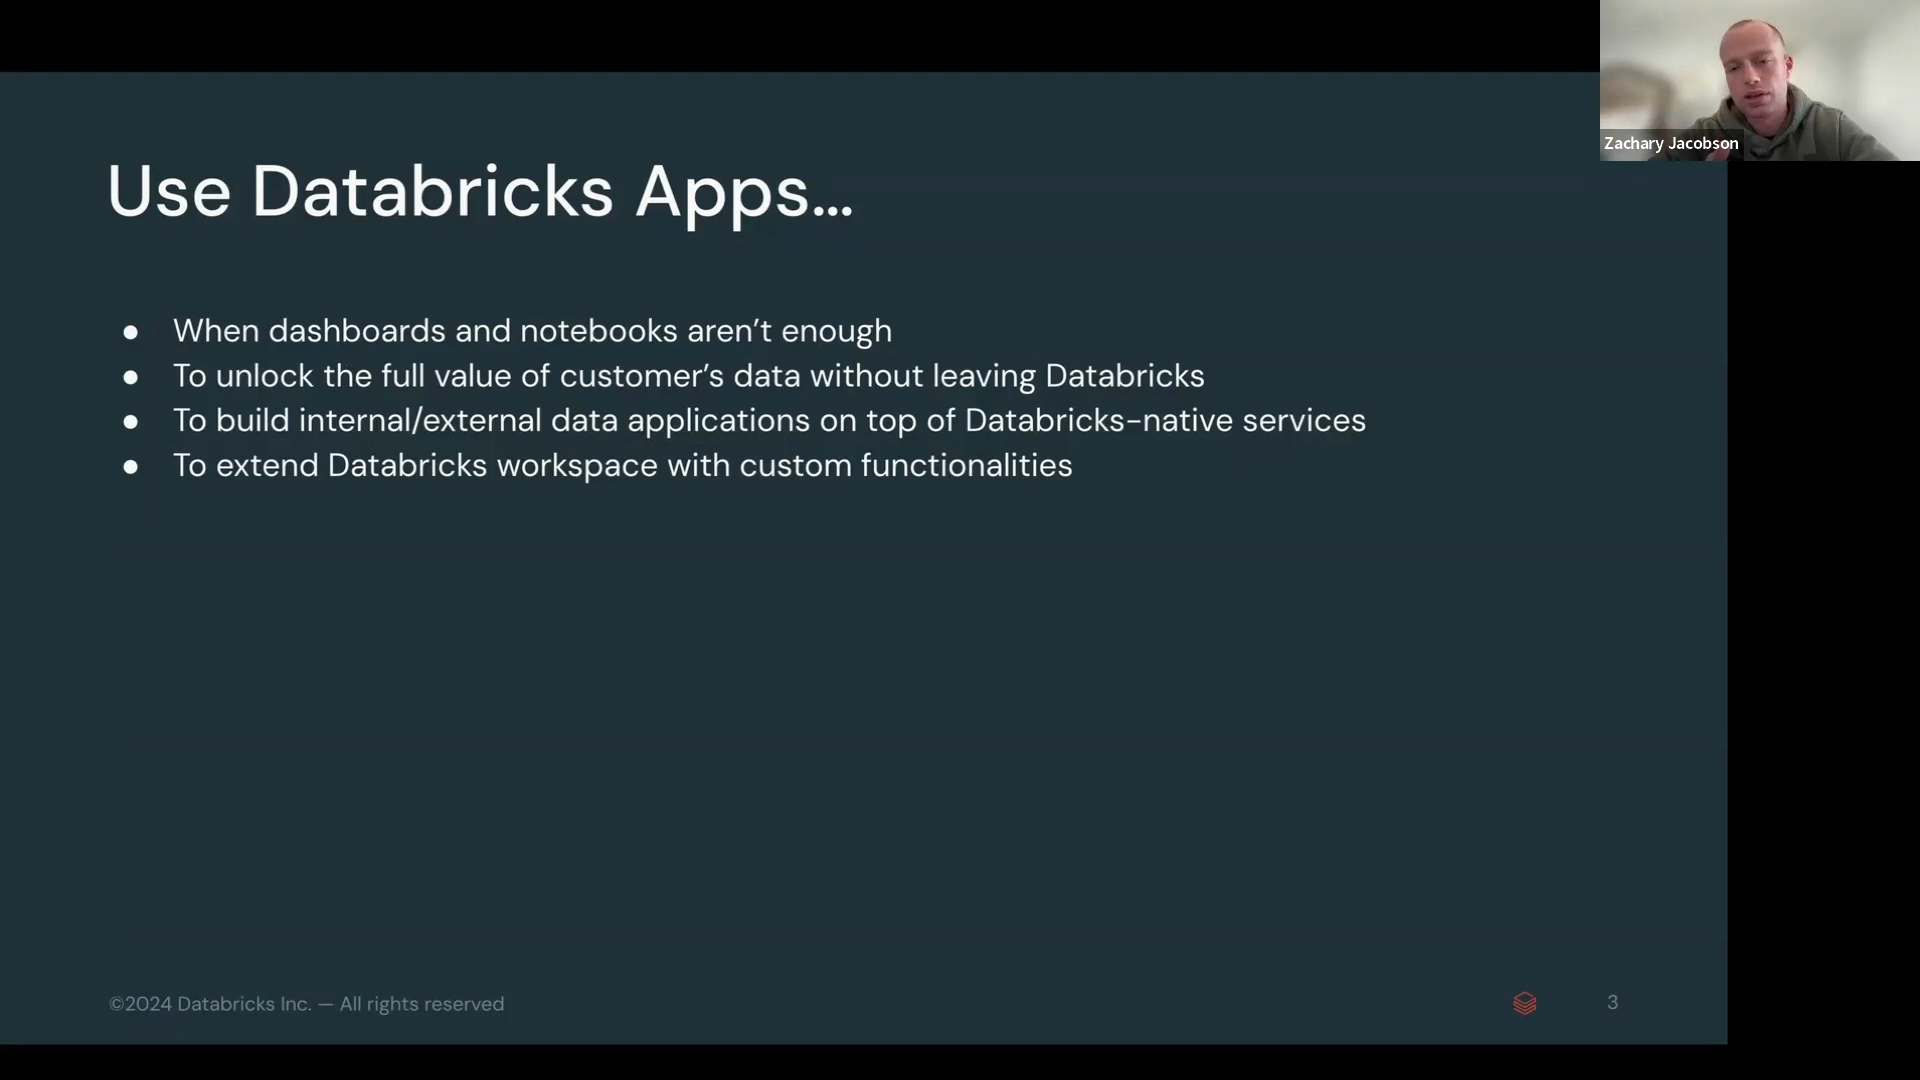 Zachary Jacobson
Use Databricks Apps...
● When dashboards and notebooks aren’t enough
● To unlock the full value of customer’s data without leaving Databricks
● To build internal/external data applications on top of Databricks-native services
● To extend Databricks workspace with custom functionalities
©2024 Databricks Inc. — All rights reserved
3